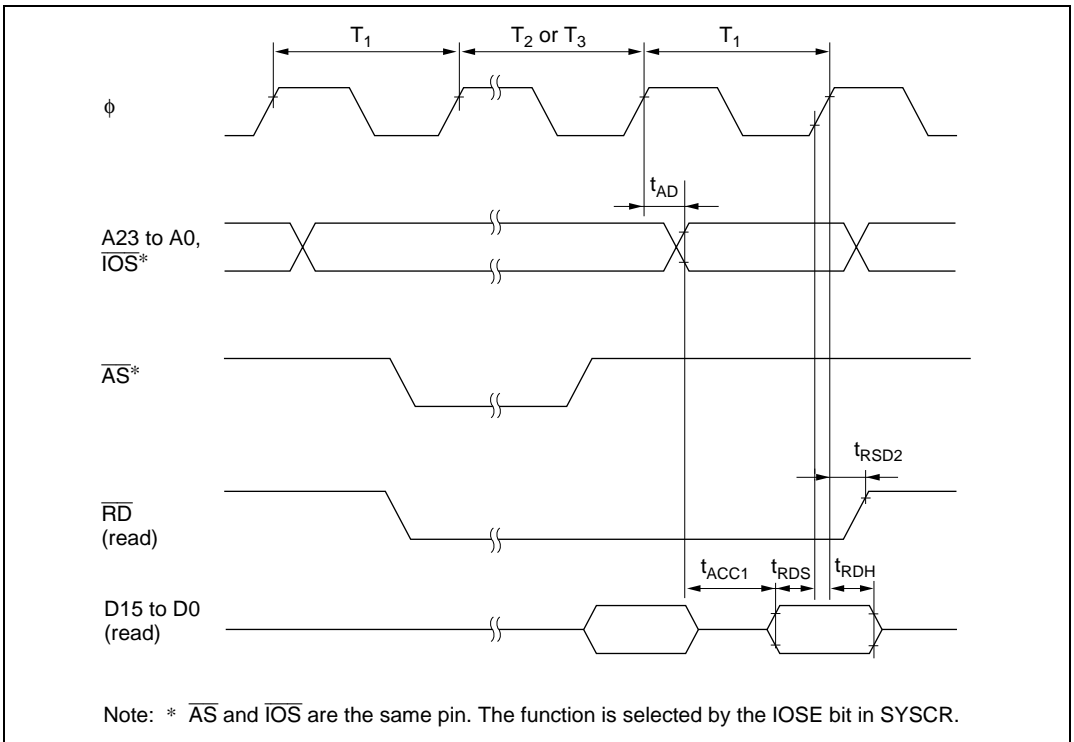 T1 T2 or T3 T1
ϕ
tAD
A23 to A0,
IOS*
AS*
tRSD2
RD
(read)
tACC1 tRDS tRDH
D15 to D0
(read)
Note: * AS and IOS are the same pin. The function is selected by the IOSE bit in SYSCR.